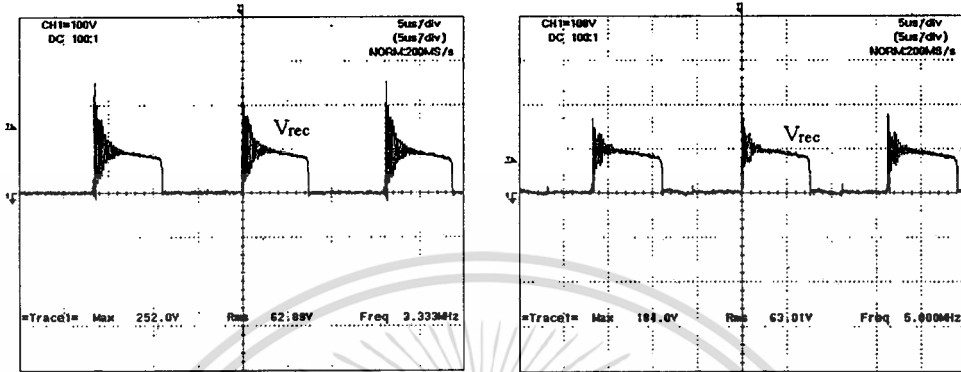 CH1=100V
DC 100:1
5us/div
(5us/div)
NORM:200MS/s
Vrec
=Trace1= Max 252.0V Rms 62.88V Freq 3.333MHz
CH1=100V
DC 100:1
5us/div
(5us/div)
NORM:200MS/s
Vrec
=Trace1= Max 184.0V Rms 63.01V Freq 5.000MHz